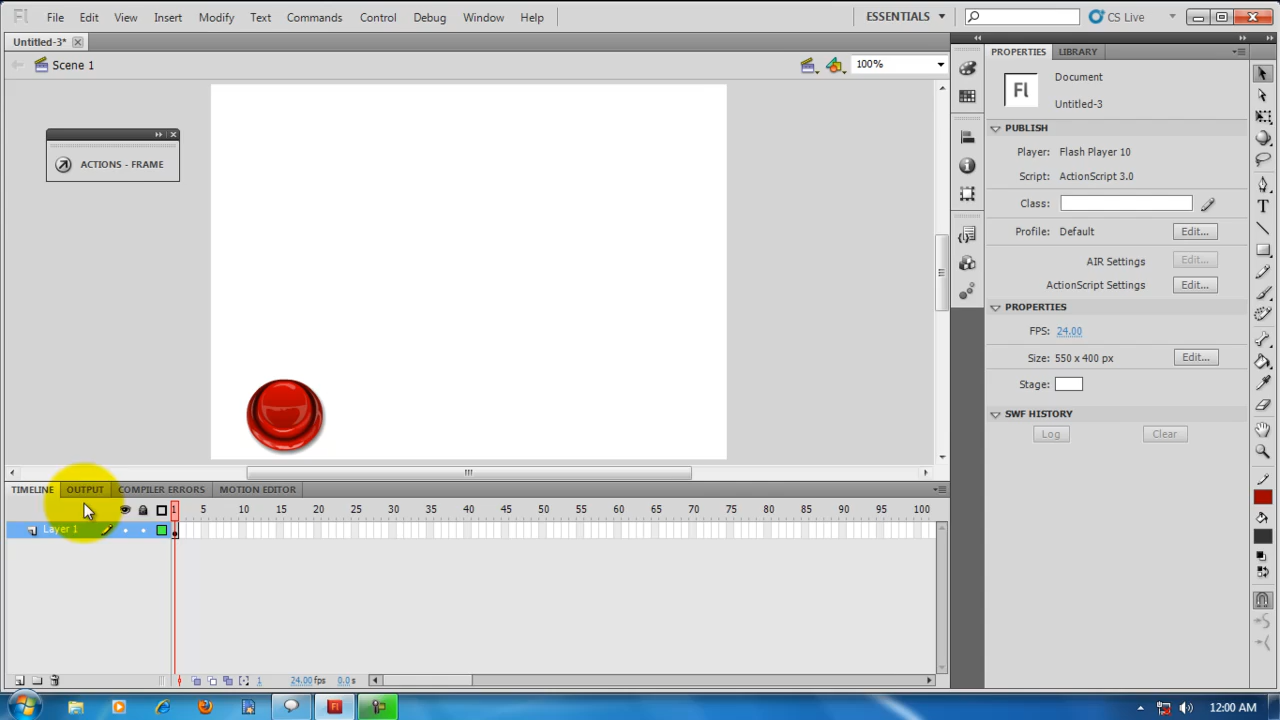 Fl File Edit View Insert Modify Text Commands Control Debug Window Help ESSENTIALS CS Live
Untitled-3*
Scene 1 100%
ACTIONS - FRAME
PROPERTIES LIBRARY
Fl Document
Untitled-3
PUBLISH
Player: Flash Player 10
Script: ActionScript 3.0
Class:
Profile: Default Edit...
AIR Settings Edit...
ActionScript Settings Edit...
PROPERTIES
FPS: 24.00
Size: 550 x 400 px Edit...
Stage:
SWF HISTORY
Log Clear
TIMELINE OUTPUT COMPILER ERRORS MOTION EDITOR
1 5 10 15 20 25 30 35 40 45 50 55 60 65 70 75 80 85 90 95 100
Layer 1
1 24.00 fps 0.0 s
12:00 AM